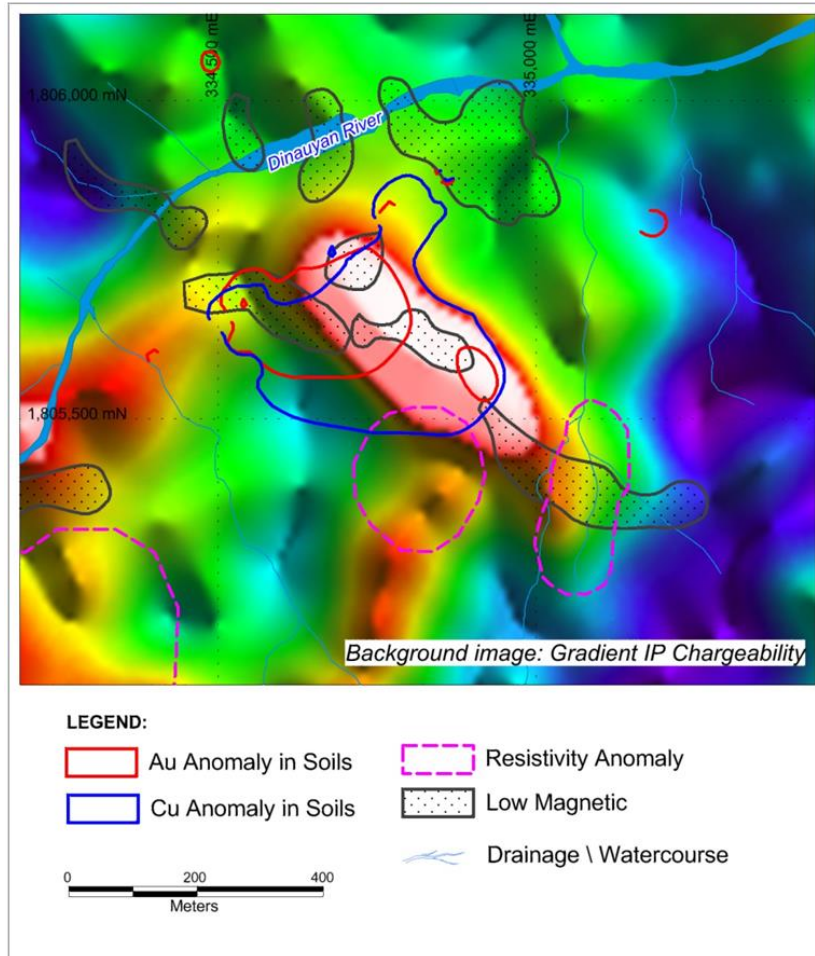 334,500 mE
335,000 mE
1,806,000 mN
Dinauyan River
1,805,500 mN
Background image: Gradient IP Chargeability
LEGEND:
Au Anomaly in Soils
Resistivity Anomaly
Cu Anomaly in Soils
Low Magnetic
Drainage \ Watercourse
0 200 400
Meters